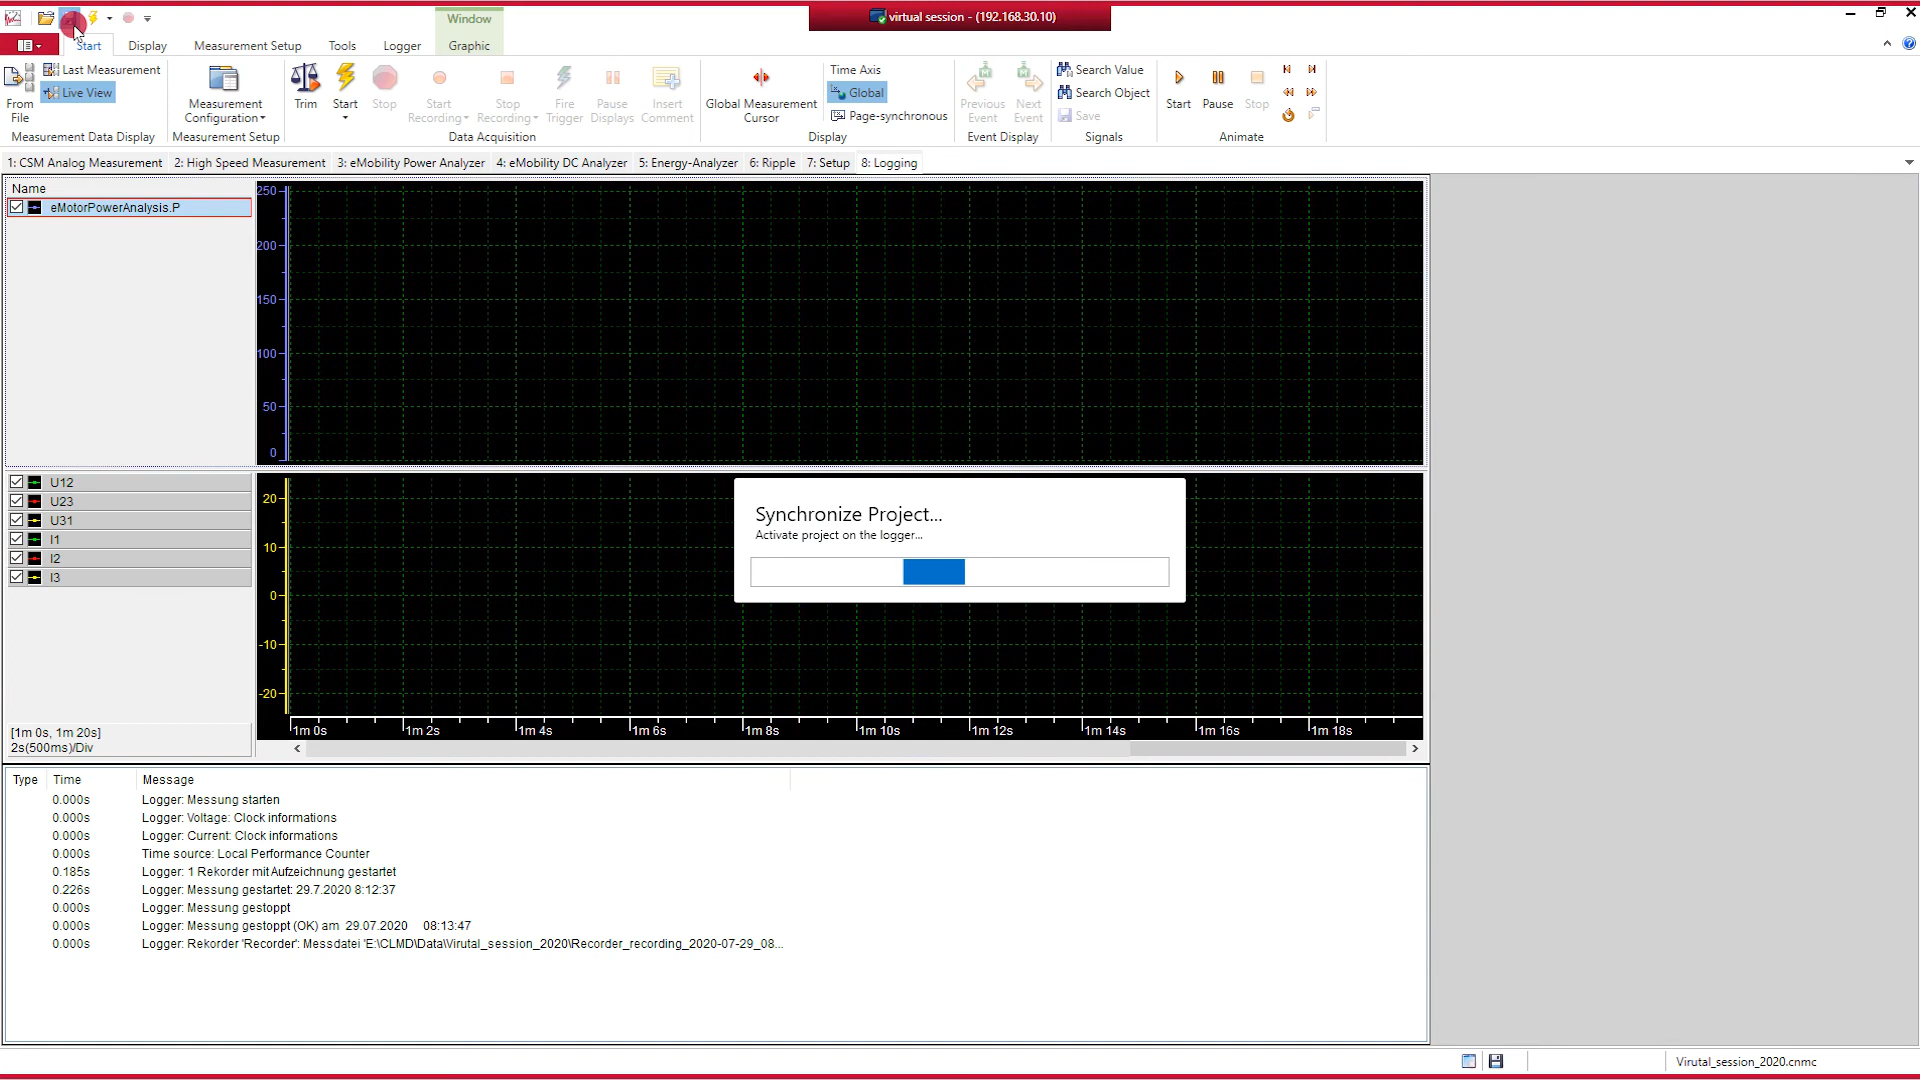 Window
virtual session - (192.168.30.10)
Start
Display
Measurement Setup
Tools
Logger
Graphic
From File
Last Measurement
Live View
Measurement Data Display
Measurement Configuration
Measurement Setup
Trim
Start
Stop
Start Recording
Stop Recording
Fire Trigger
Pause Displays
Insert Comment
Data Acquisition
Global Measurement Cursor
Time Axis
Global
Page-synchronous
Display
Previous Event
Next Event
Event Display
Search Value
Search Object
Save
Signals
Start
Pause
Stop
Animate
1: CSM Analog Measurement
2: High Speed Measurement
3: eMobility Power Analyzer
4: eMobility DC Analyzer
5: Energy-Analyzer
6: Ripple
7: Setup
8: Logging
Name
eMotorPowerAnalysis.P
250
200
150
100
50
0
U12
U23
U31
I1
I2
I3
20
10
0
-10
-20
Synchronize Project...
Activate project on the logger...
[1m 0s, 1m 20s]
2s(500ms)/Div
1m 0s
1m 2s
1m 4s
1m 6s
1m 8s
1m 10s
1m 12s
1m 14s
1m 16s
1m 18s
Type Time Message
0.000s Logger: Messung starten
0.000s Logger: Voltage: Clock informations
0.000s Logger: Current: Clock informations
0.000s Time source: Local Performance Counter
0.185s Logger: 1 Rekorder mit Aufzeichnung gestartet
0.226s Logger: Messung gestartet: 29.7.2020 8:12:37
0.000s Logger: Messung gestoppt
0.000s Logger: Messung gestoppt (OK) am 29.07.2020 08:13:47
0.000s Logger: Rekorder 'Recorder': Messdatei 'E:\CLMD\Data\Virutal_session_2020\Recorder_recording_2020-07-29_08...
Virutal_session_2020.cnmc